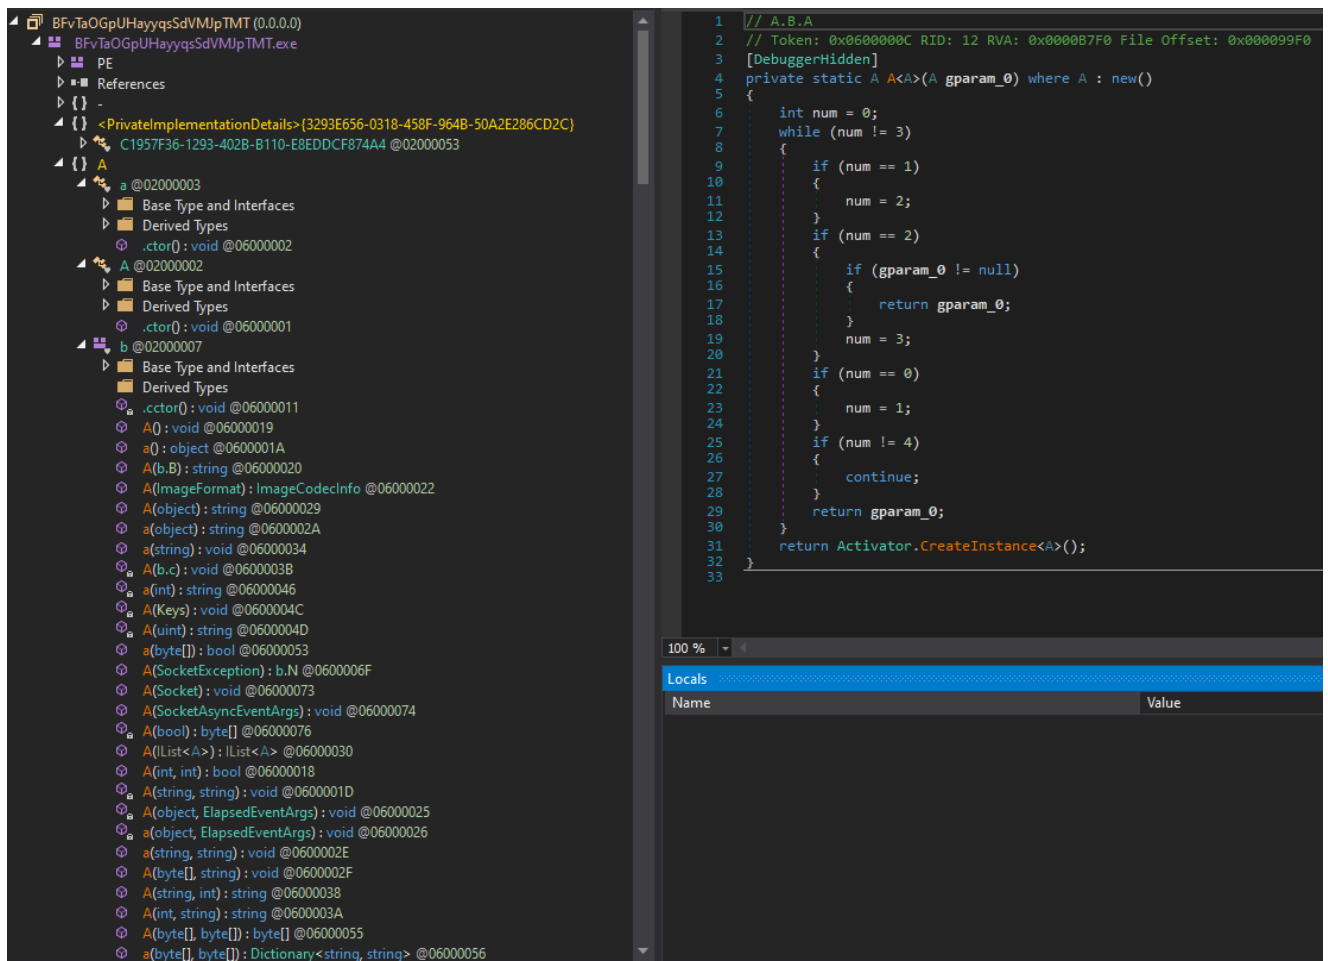 BFvTaOGpUHayyqsSdVMJpTMT (0.0.0.0)
BFvTaOGpUHayyqsSdVMJpTMT.exe
PE
References
{ } -
{ } <PrivateImplementationDetails>{3293E656-0318-458F-964B-50A2E286CD2C}
C1957F36-1293-402B-B110-E8EDDCF874A4 @02000053
{ } A
a @02000003
Base Type and Interfaces
Derived Types
.ctor() : void @06000002
A @02000002
Base Type and Interfaces
Derived Types
.ctor() : void @06000001
b @02000007
Base Type and Interfaces
Derived Types
.cctor() : void @06000011
A() : void @06000019
a() : object @0600001A
A(b.B) : string @06000020
A(ImageFormat) : ImageCodecInfo @06000022
A(object) : string @06000029
a(object) : string @0600002A
a(string) : void @06000034
A(b.c) : void @0600003B
a(int) : string @06000046
A(Keys) : void @0600004C
A(uint) : string @0600004D
a(byte[]) : bool @06000053
A(SocketException) : b.N @0600006F
A(Socket) : void @06000073
A(SocketAsyncEventArgs) : void @06000074
A(bool) : byte[] @06000076
A(IList<A>) : IList<A> @06000030
A(int, int) : bool @06000018
A(string, string) : void @0600001D
A(object, ElapsedEventArgs) : void @06000025
a(object, ElapsedEventArgs) : void @06000026
a(string, string) : void @0600002E
A(byte[], string) : void @0600002F
A(string, int) : string @06000038
A(int, string) : string @0600003A
A(byte[], byte[]) : byte[] @06000055
a(byte[], byte[]) : Dictionary<string, string> @06000056
1 // A.B.A
2 // Token: 0x0600000C RID: 12 RVA: 0x0000B7F0 File Offset: 0x000099F0
3 [DebuggerHidden]
4 private static A A<A>(A gparam_0) where A : new()
5 {
6 int num = 0;
7 while (num != 3)
8 {
9 if (num == 1)
10 {
11 num = 2;
12 }
13 if (num == 2)
14 {
15 if (gparam_0 != null)
16 {
17 return gparam_0;
18 }
19 num = 3;
20 }
21 if (num == 0)
22 {
23 num = 1;
24 }
25 if (num != 4)
26 {
27 continue;
28 }
29 return gparam_0;
30 }
31 return Activator.CreateInstance<A>();
32 }
33
100 %
Locals
Name Value